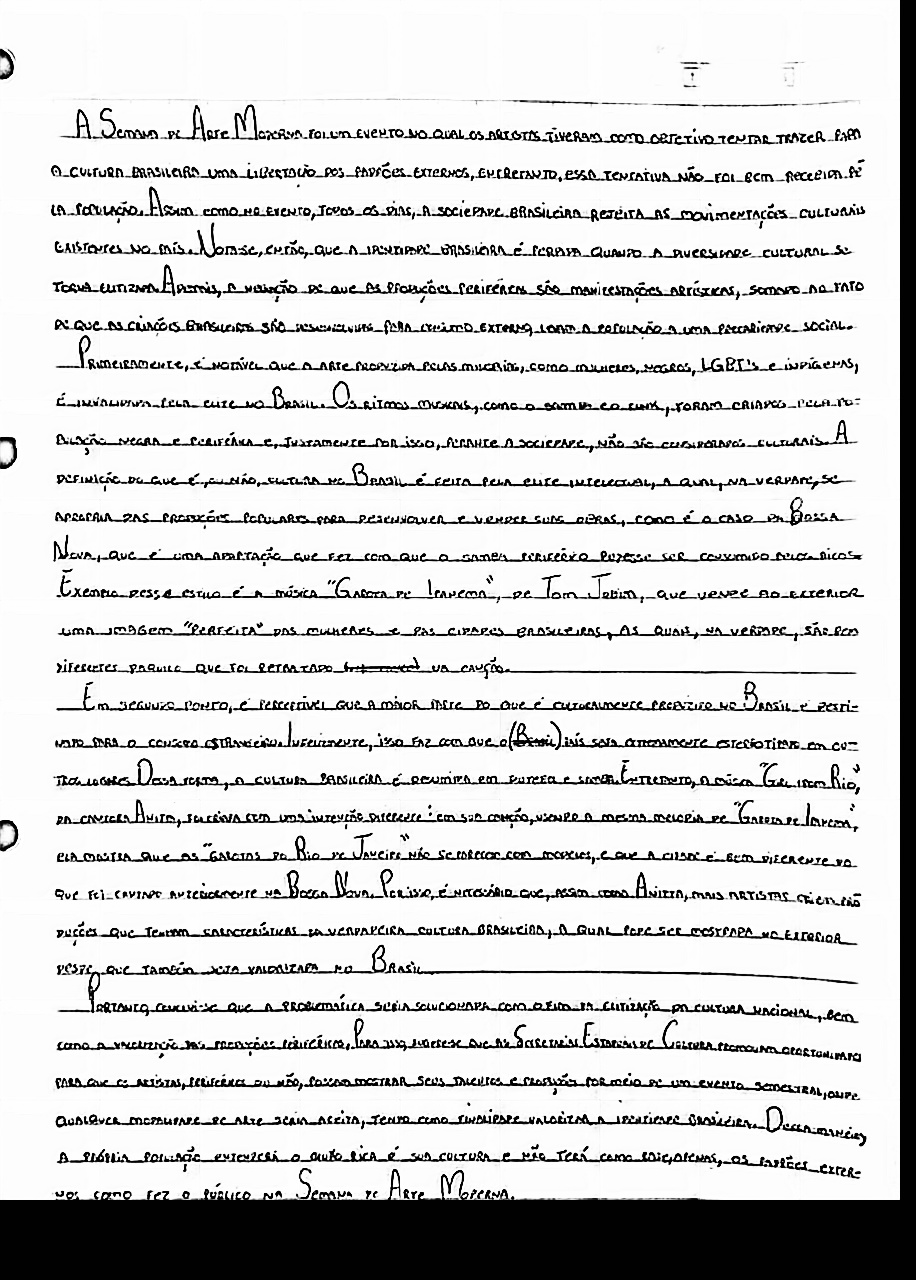 A Semana de Arte Moderna foi um evento no qual os artistas tiveram como objetivo tentar trazer para
a cultura brasileira uma libertação dos padrões externos, entretanto, essa tentativa não foi bem recebida pe
la população. Assim como no evento, todos os dias, a sociedade brasileira rejeita as movimentações culturais
existentes no país. Nota-se, então, que a identidade brasileira é ferada quando a diversidade cultural se
torna elitizada. Ademais, a negação de que as produções periféricas são manifestações artísticas, somado ao fato
de que as criações brasileiras são desenvolvidas para consumo externo, levam a população a uma precariedade social.
Primeiramente, é notável que a arte produzida pelas minorias, como mulheres, negros, LGBT's e indígenas,
é invalidada pela elite no Brasil. Os ritmos musicais, como o samba e o funk, foram criados pela po-
pulação negra e periférica e, justamente por isso, perante a sociedade, não são considerados culturais. A
definição do que é, ou não, cultura no Brasil é feita pela elite intelectual, a qual, na verdade, se
apropria das produções populares para desenvolver e vender suas obras, como é o caso da Bossa
Nova, que é uma adaptação que fez com que o samba periférico pudesse ser consumido pelos ricos.
Exemplo desse estilo é a música "Garota de Ipanema", de Tom Jobim, que vende ao exterior
uma imagem "perfeita" das mulheres e das cidades brasileiras, as quais, na verdade, são bem
diferentes daquilo que foi retratado na canção.
Em segundo ponto, é perceptível que a maior parte do que é culturalmente produzido no Brasil é desti-
nado para o consumo estrangeiro. Infelizmente, isso faz com que o (Brasil) país seja altamente estereotipado em ou-
tros lugares. Dessa forma, a cultura brasileira é resumida em futebol e samba. Entretanto, a música "Girl from Rio",
da cantora Anitta, foi criada com uma intenção diferente: em sua canção, usando a mesma melodia de "Garota de Ipanema",
ela mostra que as "garotas do Rio de Janeiro" não se parecem com modelos, e que a cidade é bem diferente do
que foi cantado anteriormente na Bossa Nova. Por isso, é necessário que, assim como Anitta, mais artistas criem pro
duções que tenham características da verdadeira cultura brasileira, a qual pode ser mostrada no exterior
desde que também seja valorizada no Brasil.
Portanto, conclui-se que a problemática seria solucionada com o fim da elitização da cultura nacional, bem
como a valorização das produções periféricas. Para isso, sugere-se que as Secretarias Estaduais de Cultura promovam oportunidades
para que os artistas, periféricos ou não, possam mostrar seus talentos e produções por meio de um evento semestral, onde
qualquer modalidade de arte seria aceita, tendo como finalidade valorizar a identidade brasileira. Dessa maneira,
a própria população entenderá o quão rica é sua cultura e não terá como base, apenas, os padrões exter-
nos como fez o público na Semana de Arte Moderna.